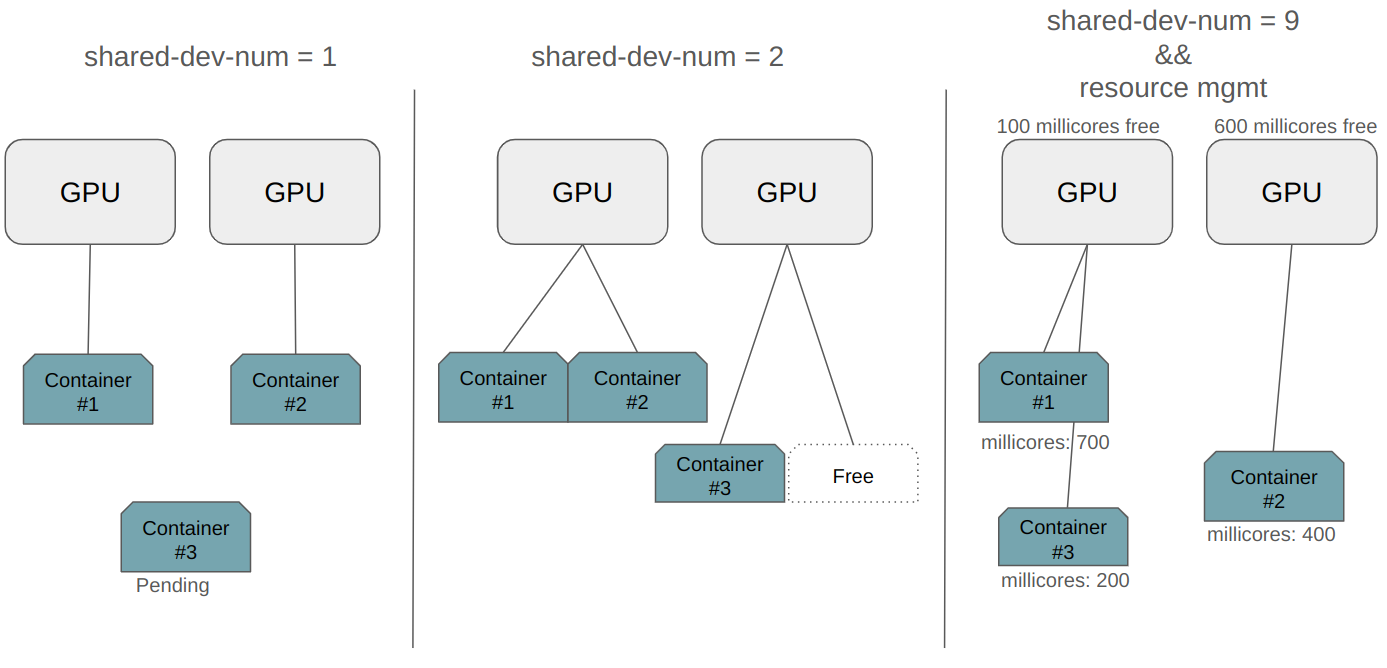 shared-dev-num = 1
GPU
GPU
Container
#1
Container
#2
Container
#3
Pending
shared-dev-num = 2
GPU
GPU
Container
#1
Container
#2
Container
#3
Free
shared-dev-num = 9
&&
resource mgmt
100 millicores free
600 millicores free
GPU
GPU
Container
#1
millicores: 700
Container
#2
millicores: 400
Container
#3
millicores: 200